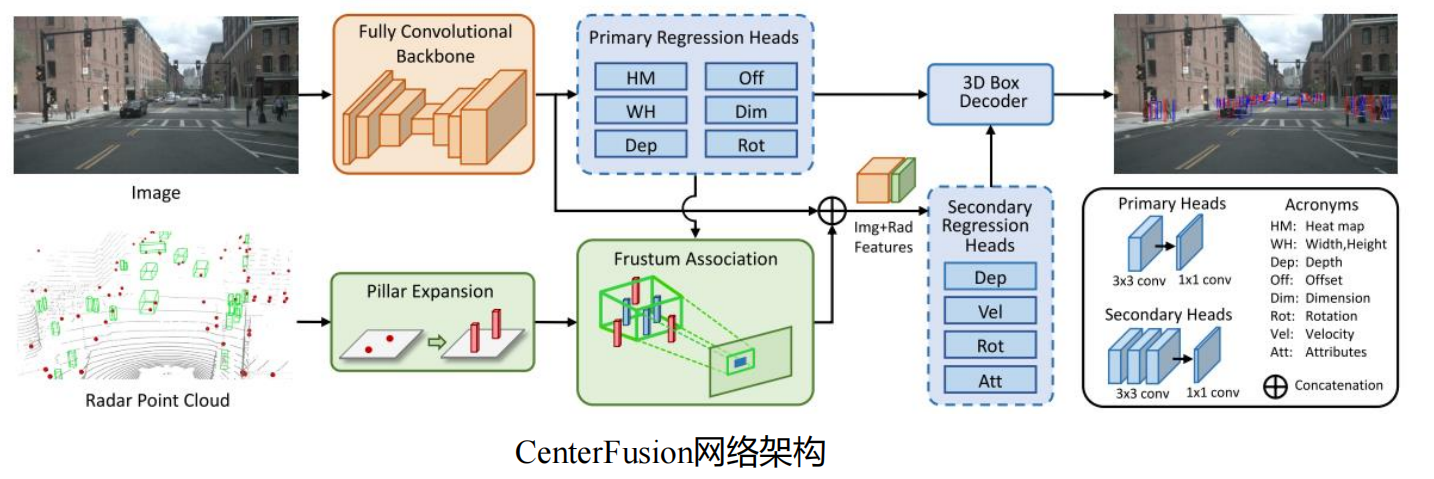 Image
Fully Convolutional
Backbone
Primary Regression Heads
HM
Off
WH
Dim
Dep
Rot
3D Box
Decoder
Radar Point Cloud
Pillar Expansion
Frustum Association
Img+Rad
Features
Secondary
Regression
Heads
Dep
Vel
Rot
Att
Primary Heads
3x3 conv
1x1 conv
Secondary Heads
3x3 conv
1x1 conv
Acronyms
HM: Heat map
WH: Width,Height
Dep: Depth
Off: Offset
Dim: Dimension
Rot: Rotation
Vel: Velocity
Att: Attributes
Concatenation
CenterFusion网络架构